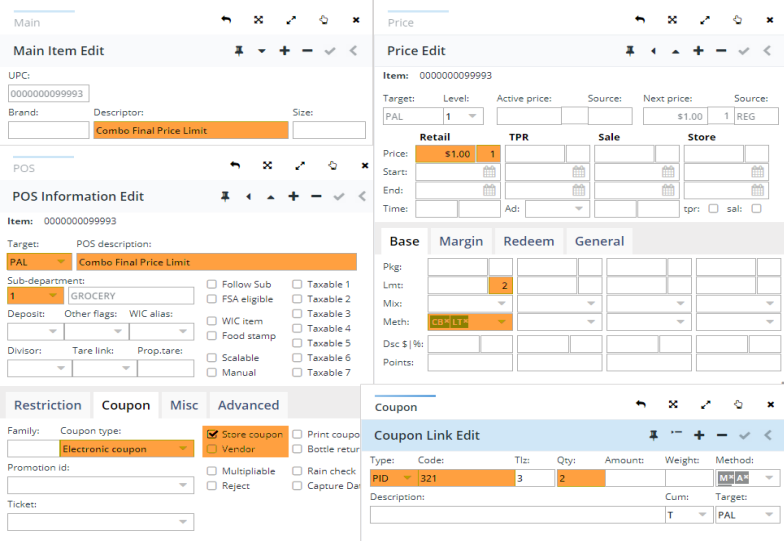 Main
Main Item Edit
UPC:
0000000099993
Brand: Descriptor: Size:
Combo Final Price Limit
POS
POS Information Edit
Item: 0000000099993
Target: POS description:
PAL Combo Final Price Limit
Sub-department:
1 GROCERY
Deposit: Other flags: WIC alias:
Divisor: Tare link: Prop.tare:
Follow Sub Taxable 1
FSA eligible Taxable 2
Taxable 3
WIC item Taxable 4
Food stamp Taxable 5
Scalable Taxable 6
Manual Taxable 7
Restriction Coupon Misc Advanced
Family: Coupon type:
Electronic coupon
Promotion id:
Ticket:
Store coupon Print coupo
Vendor Bottle retur
Multipliable Rain check
Reject Capture Da
Price
Price Edit
Item: 0000000099993
Target: Level: Active price: Source: Next price: Source:
PAL 1 $1.00 1 REG
Retail TPR Sale Store
Price: $1.00 1
Start:
End:
Time: Ad: tpr: sal:
Base Margin Redeem General
Pkg:
Lmt: 2
Mix:
Meth: CB* LT*
Dsc $|%:
Points:
Coupon
Coupon Link Edit
Type: Code: Tlz: Qty: Amount: Weight: Method:
PID 321 3 2 M* A*
Description: Cum: Target:
T PAL